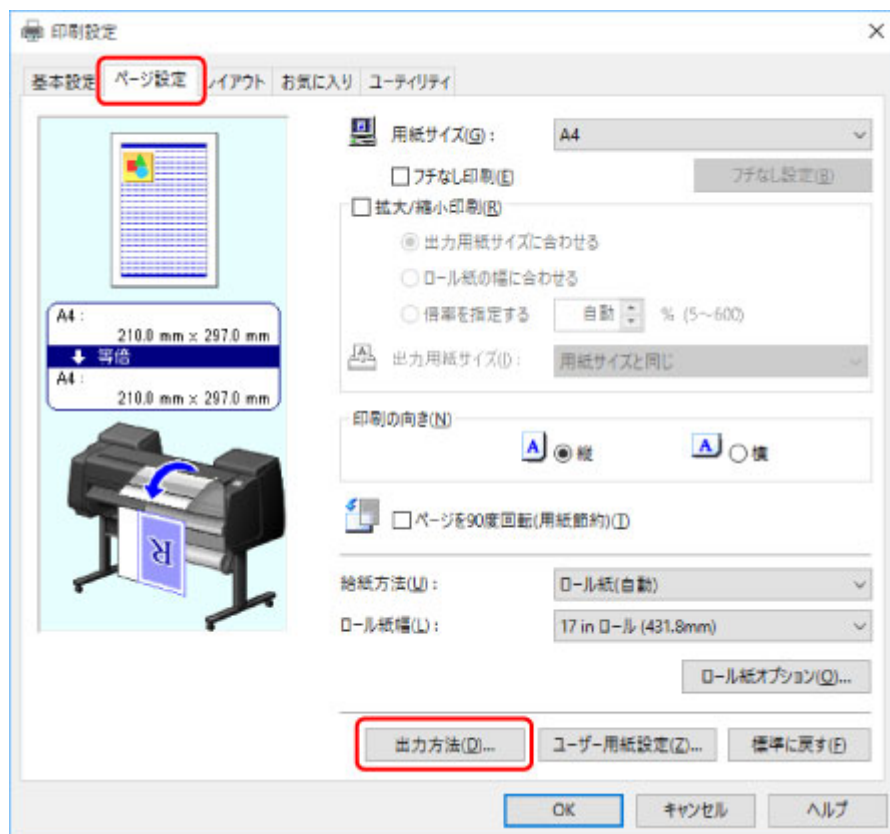 印刷設定
基本設定 ページ設定 レイアウト お気に入り ユーティリティ
用紙サイズ(G) : A4
フチなし印刷(E) フチなし設定(B)
拡大/縮小印刷(R)
出力用紙サイズに合わせる
ロール紙の幅に合わせる
倍率を指定する 自動 % (5～600)
出力用紙サイズ(I) : 用紙サイズと同じ
A4 :
210.0 mm × 297.0 mm
等倍
A4 :
210.0 mm × 297.0 mm
印刷の向き(N)
A 縦 A 横
ページを90度回転(用紙節約)(T)
R
給紙方法(U) : ロール紙(自動)
ロール紙幅(L) : 17 in ロール (431.8mm)
ロール紙オプション(O)...
出力方法(D)... ユーザー用紙設定(Z)... 標準に戻す(F)
OK キャンセル ヘルプ